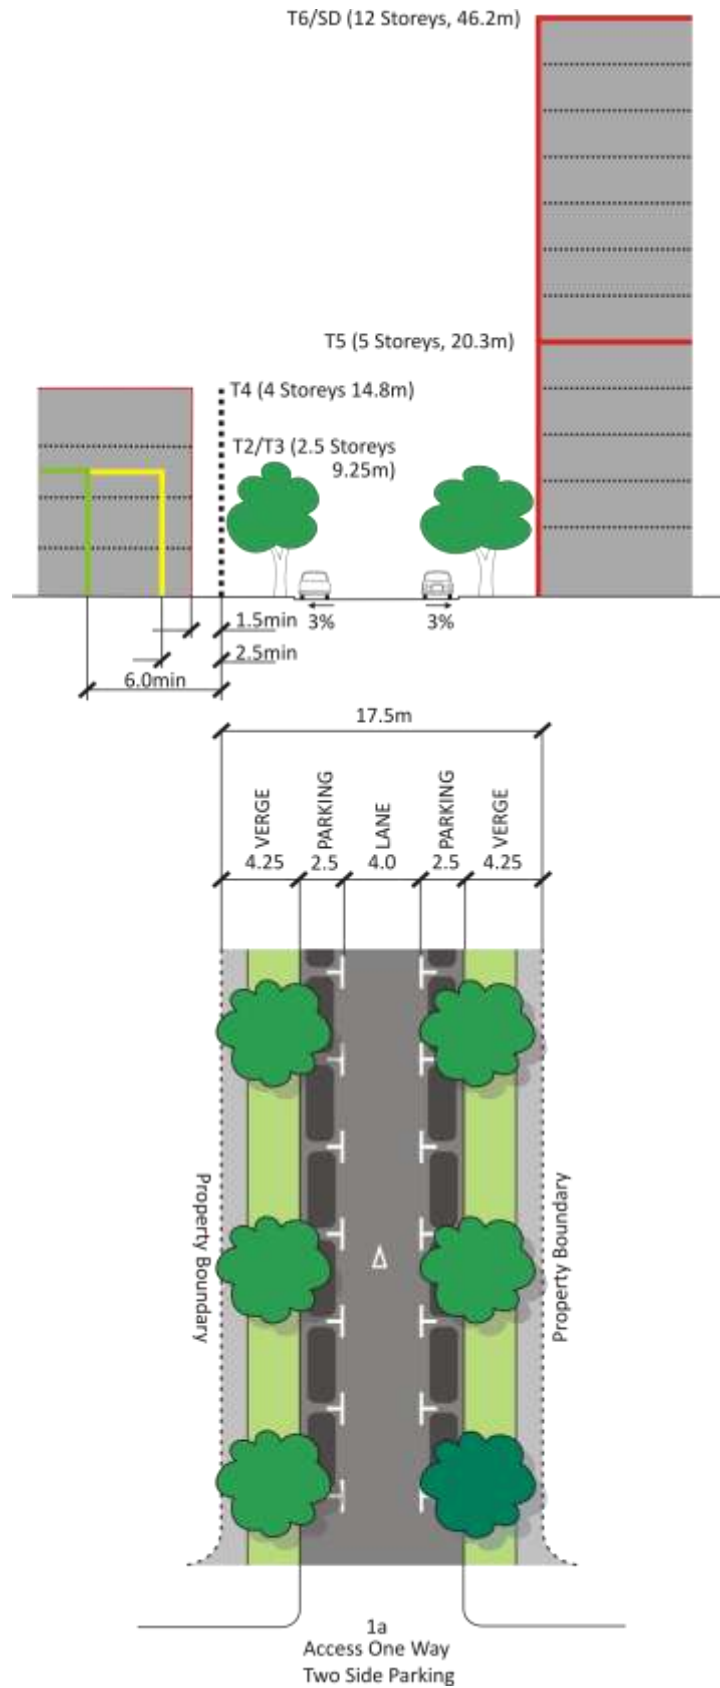 T6/SD (12 Storeys, 46.2m)
T5 (5 Storeys, 20.3m)
T4 (4 Storeys 14.8m)
T2/T3 (2.5 Storeys
9.25m)
1.5min
3%
3%
2.5min
6.0min
17.5m
VERGE
PARKING
LANE
PARKING
VERGE
4.25
2.5
4.0
2.5
4.25
Property Boundary
Property Boundary
1a
Access One Way
Two Side Parking